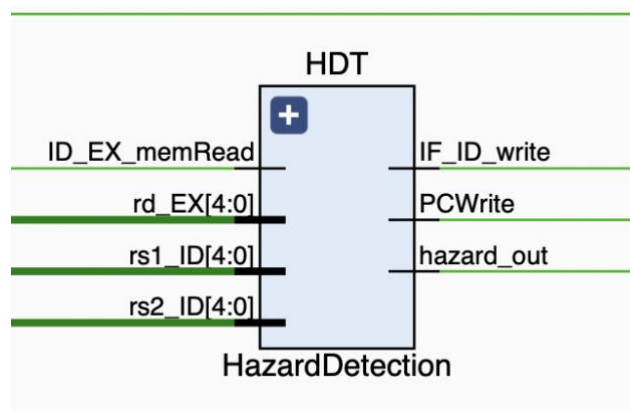 HDT
+
ID_EX_memRead
IF_ID_write
rd_EX[4:0]
PCWrite
rs1_ID[4:0]
hazard_out
rs2_ID[4:0]
HazardDetection